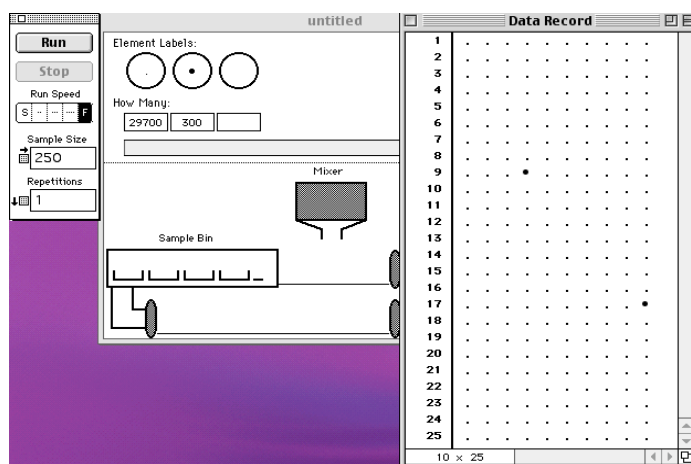 untitled
Data Record
Run
Stop
Run Speed
S F
Sample Size
250
Repetitions
1
Element Labels:
How Many:
29700 300
Mixer
Sample Bin
1
2
3
4
5
6
7
8
9
10
11
12
13
14
15
16
17
18
19
20
21
22
23
24
25
10 × 25